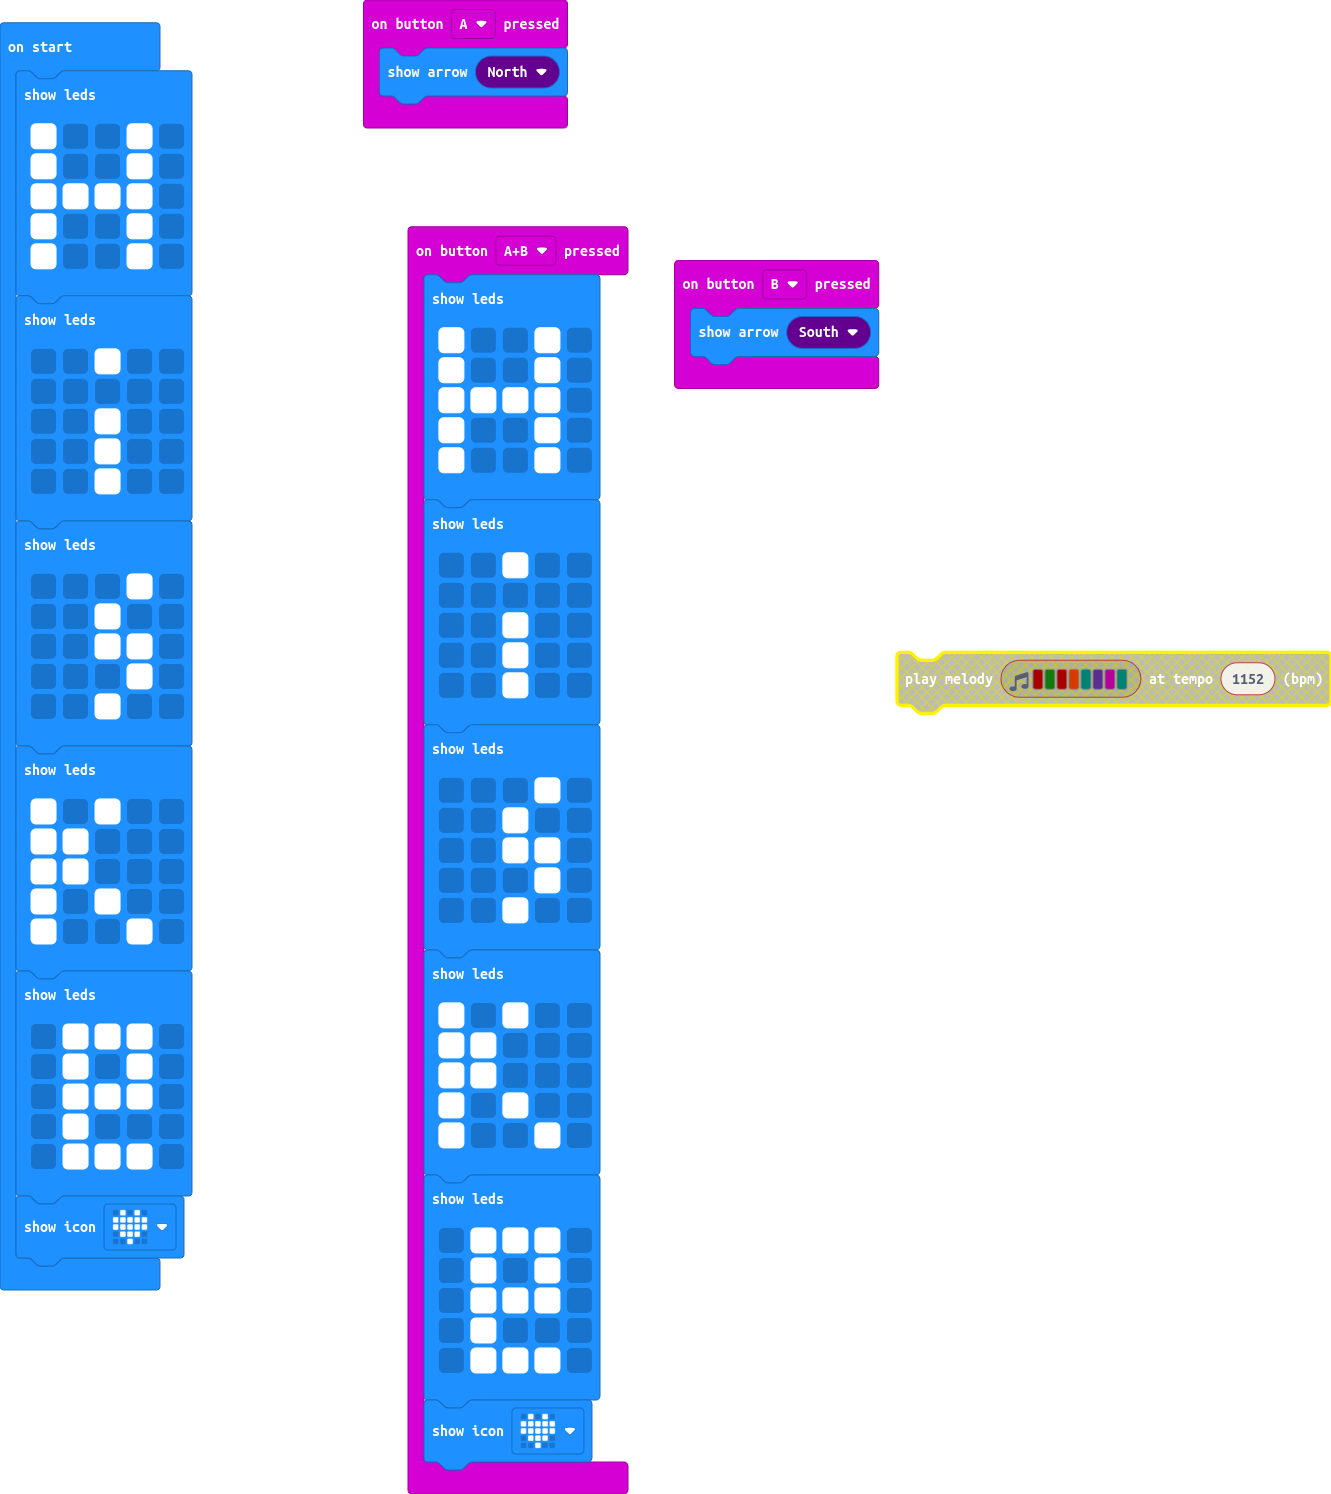 on start
show leds
show leds
show leds
show leds
show leds
show icon
on button A pressed
show arrow North
on button A+B pressed
show leds
show leds
show leds
show leds
show leds
show icon
on button B pressed
show arrow South
play melody at tempo 1152 (bpm)